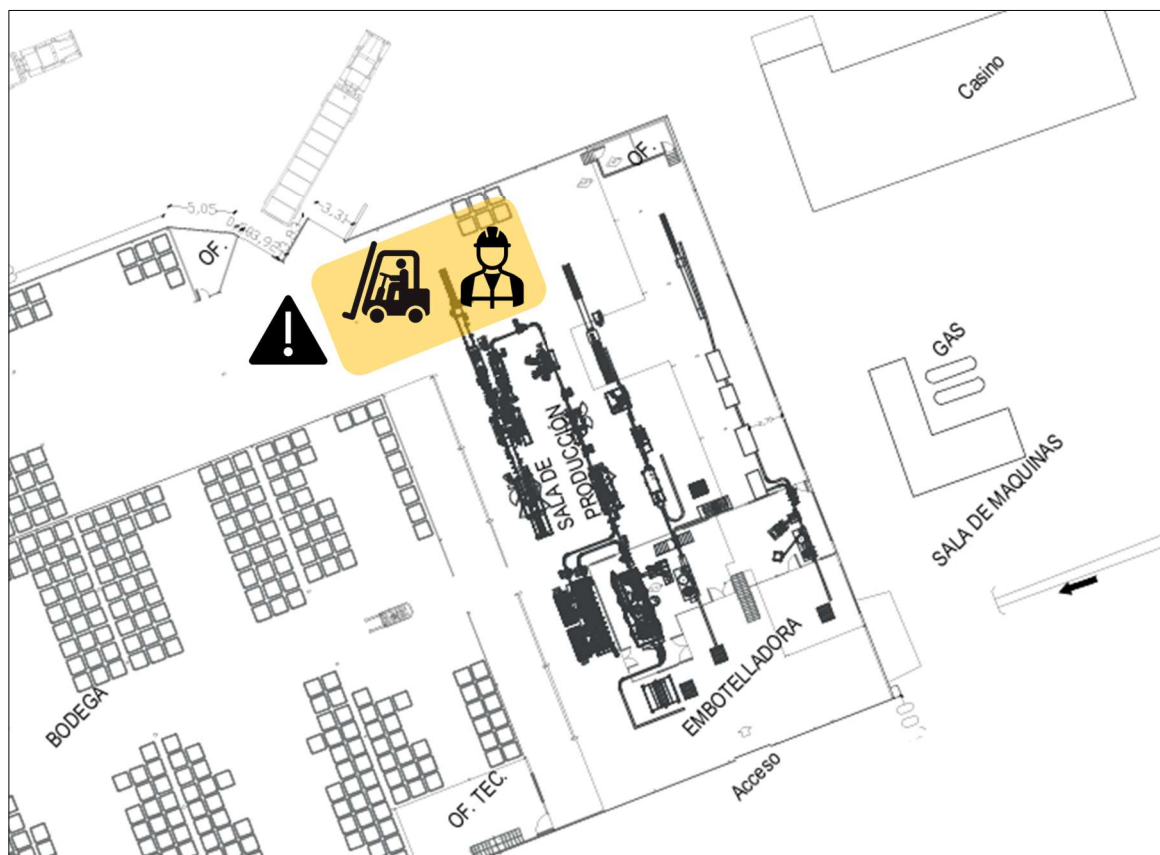 Casino
OF.
5,05
3,31
OF.
GAS
SALA DE
PRODUCCIÓN
SALA DE MAQUINAS
EMBOTELLADORA
BODEGA
OF. TEC.
Acceso